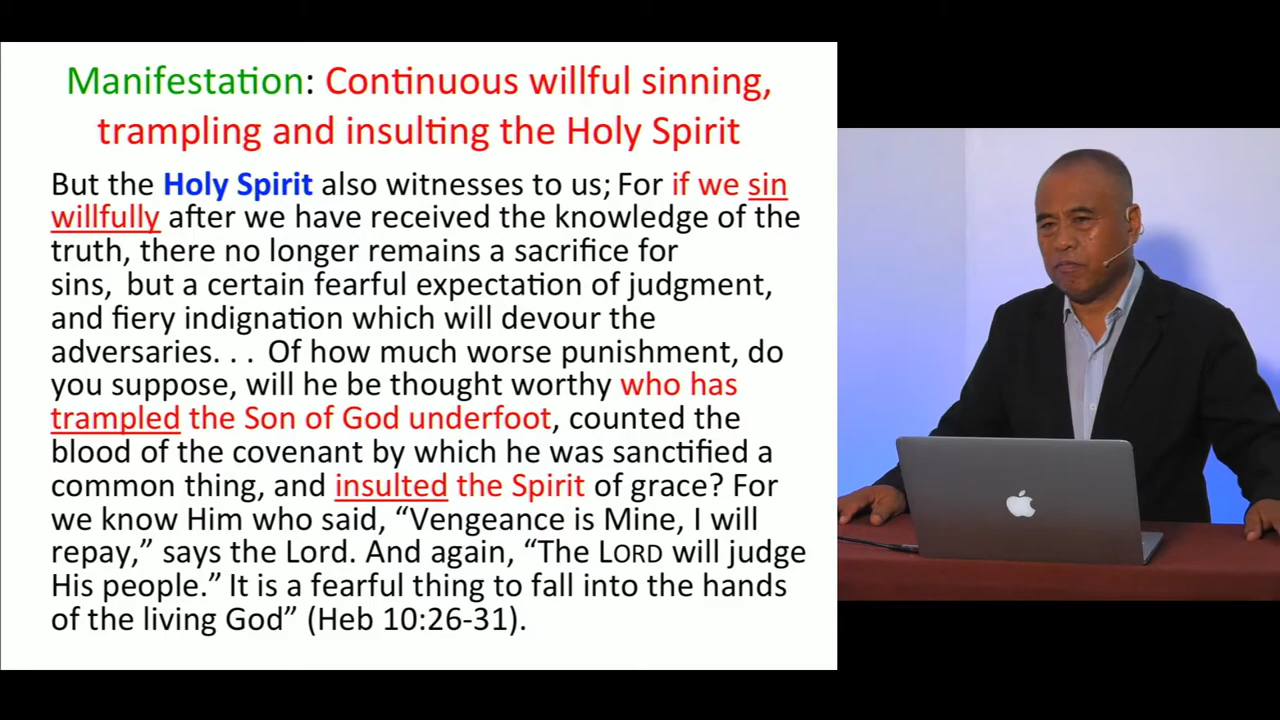 Manifestation: Continuous willful sinning,
trampling and insulting the Holy Spirit
But the Holy Spirit also witnesses to us; For if we sin
willfully after we have received the knowledge of the
truth, there no longer remains a sacrifice for
sins,  but a certain fearful expectation of judgment,
and fiery indignation which will devour the
adversaries. . .  Of how much worse punishment, do
you suppose, will he be thought worthy who has
trampled the Son of God underfoot, counted the
blood of the covenant by which he was sanctified a
common thing, and insulted the Spirit of grace? For
we know Him who said, “Vengeance is Mine, I will
repay,” says the Lord. And again, “The LORD will judge
His people.” It is a fearful thing to fall into the hands
of the living God” (Heb 10:26-31).